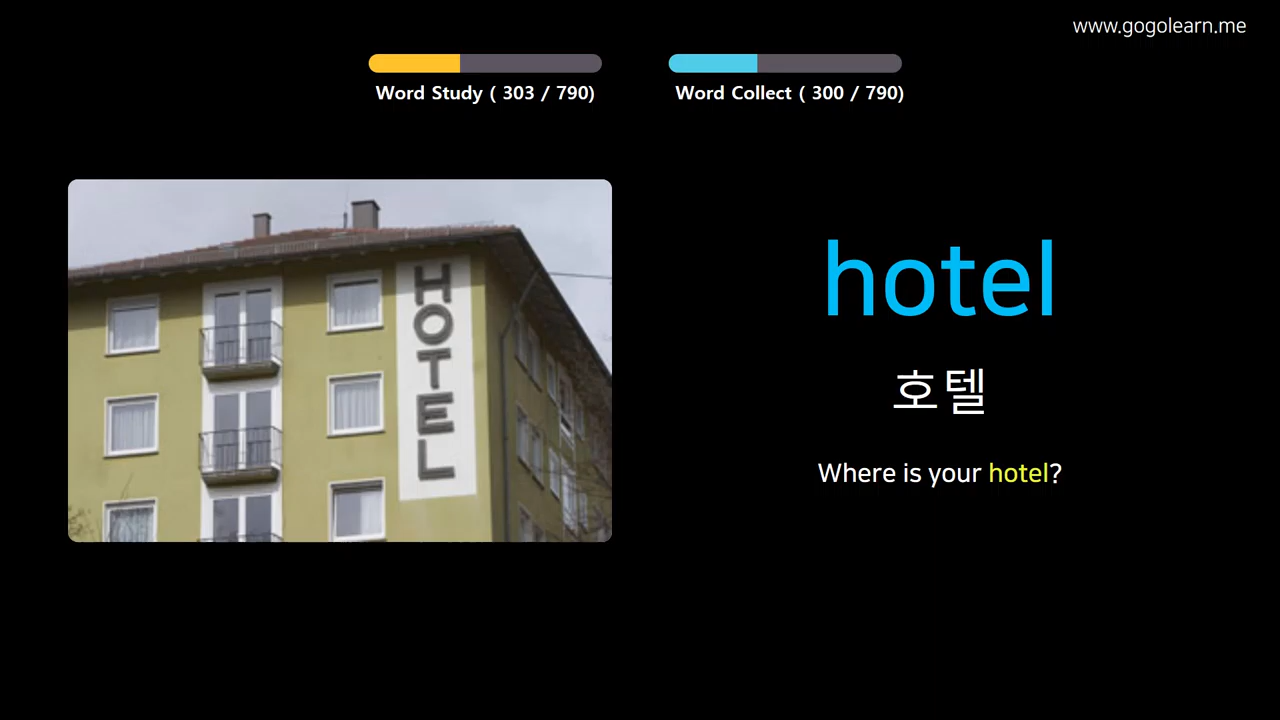 www.gogolearn.me
Word Study ( 303 / 790)
Word Collect ( 300 / 790)
HOTEL
hotel
호텔
Where is your hotel?